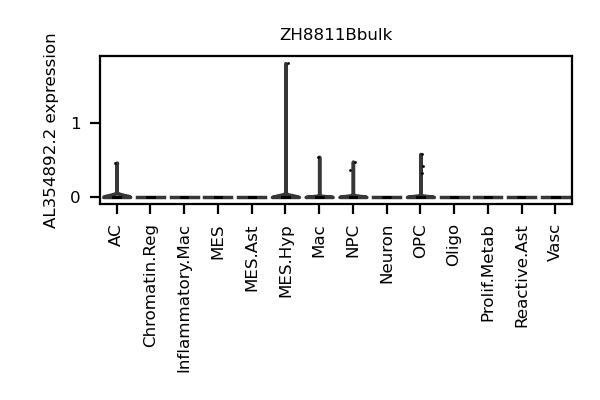 ZH8811Bbulk
AL354892.2 expression
1
0
AC
Chromatin.Reg
Inflammatory.Mac
MES
MES.Ast
MES.Hyp
Mac
NPC
Neuron
OPC
Oligo
Prolif.Metab
Reactive.Ast
Vasc